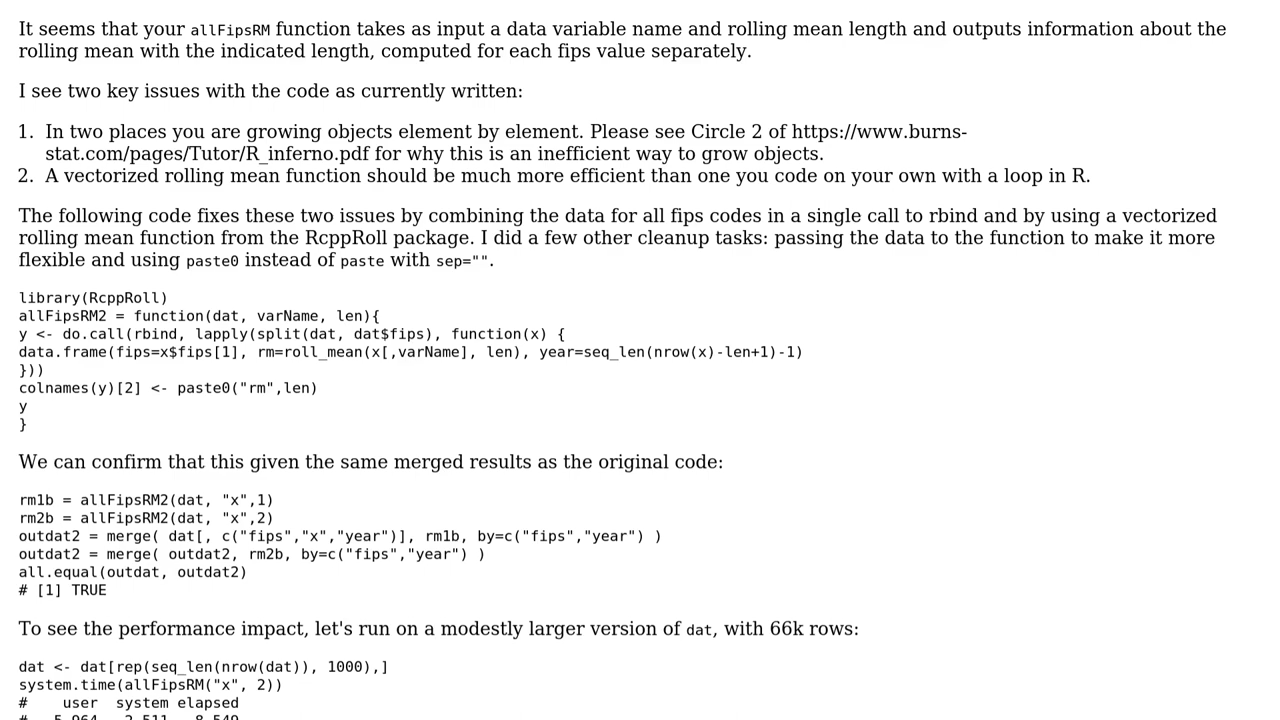 It seems that your allFipsRM function takes as input a data variable name and rolling mean length and outputs information about the
rolling mean with the indicated length, computed for each fips value separately.
I see two key issues with the code as currently written:
1. In two places you are growing objects element by element. Please see Circle 2 of https://www.burns-
stat.com/pages/Tutor/R_inferno.pdf for why this is an inefficient way to grow objects.
2. A vectorized rolling mean function should be much more efficient than one you code on your own with a loop in R.
The following code fixes these two issues by combining the data for all fips codes in a single call to rbind and by using a vectorized
rolling mean function from the RcppRoll package. I did a few other cleanup tasks: passing the data to the function to make it more
flexible and using paste0 instead of paste with sep="".
library(RcppRoll)
allFipsRM2 = function(dat, varName, len){
y <- do.call(rbind, lapply(split(dat, dat$fips), function(x) {
data.frame(fips=x$fips[1], rm=roll_mean(x[,varName], len), year=seq_len(nrow(x)-len+1)-1)
}))
colnames(y)[2] <- paste0("rm",len)
y
}
We can confirm that this given the same merged results as the original code:
rm1b = allFipsRM2(dat, "x",1)
rm2b = allFipsRM2(dat, "x",2)
outdat2 = merge( dat[, c("fips","x","year")], rm1b, by=c("fips","year") )
outdat2 = merge( outdat2, rm2b, by=c("fips","year") )
all.equal(outdat, outdat2)
# [1] TRUE
To see the performance impact, let's run on a modestly larger version of dat, with 66k rows:
dat <- dat[rep(seq_len(nrow(dat)), 1000),]
system.time(allFipsRM("x", 2))
#    user  system elapsed
#   5.964   2.511   8.549